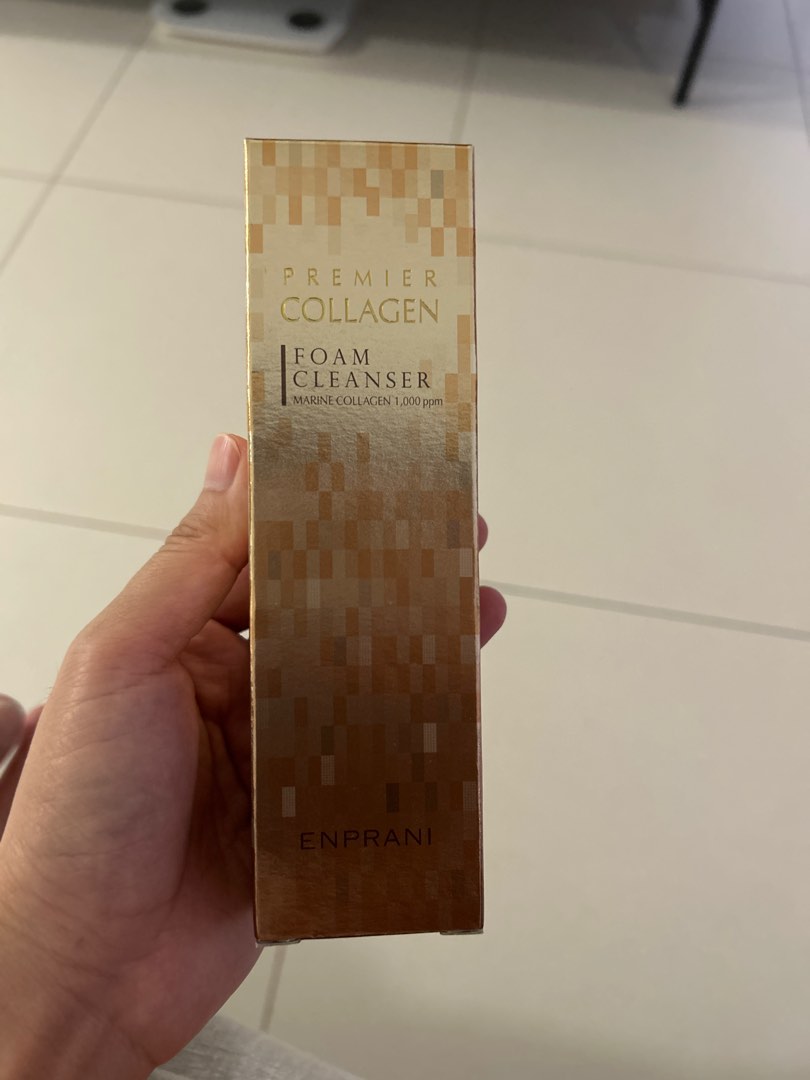 PREMIER
COLLAGEN
FOAM
CLEANSER
MARINE COLLAGEN 1,000 ppm
ENPRANI